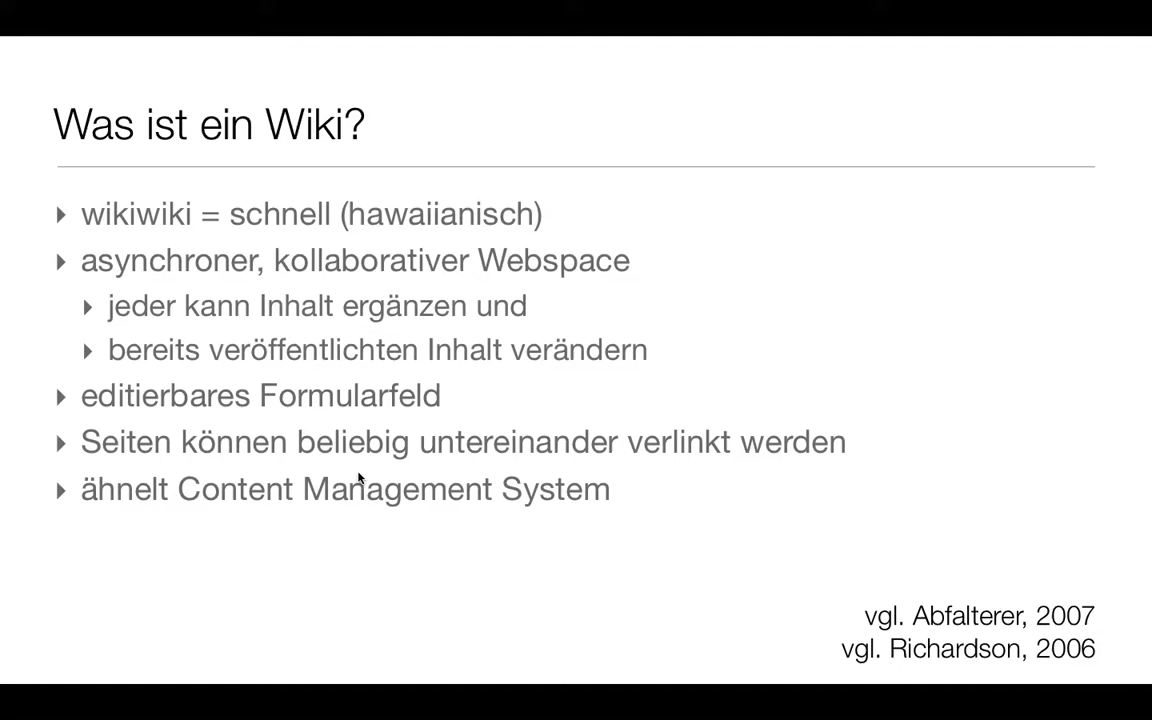 Was ist ein Wiki?
wikiwiki = schnell (hawaiianisch)
asynchroner, kollaborativer Webspace
jeder kann Inhalt ergänzen und
bereits veröffentlichten Inhalt verändern
editierbares Formularfeld
Seiten können beliebig untereinander verlinkt werden
ähnelt Content Management System
vgl. Abfalterer, 2007
vgl. Richardson, 2006